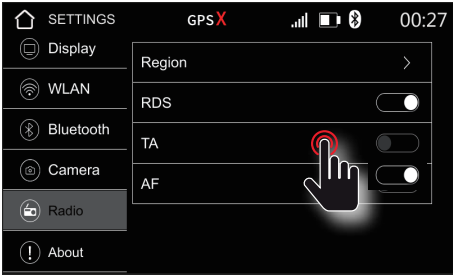 SETTINGS GPS X 00:27
Display
WLAN
Bluetooth
Camera
Radio
About
Region
RDS
TA
AF